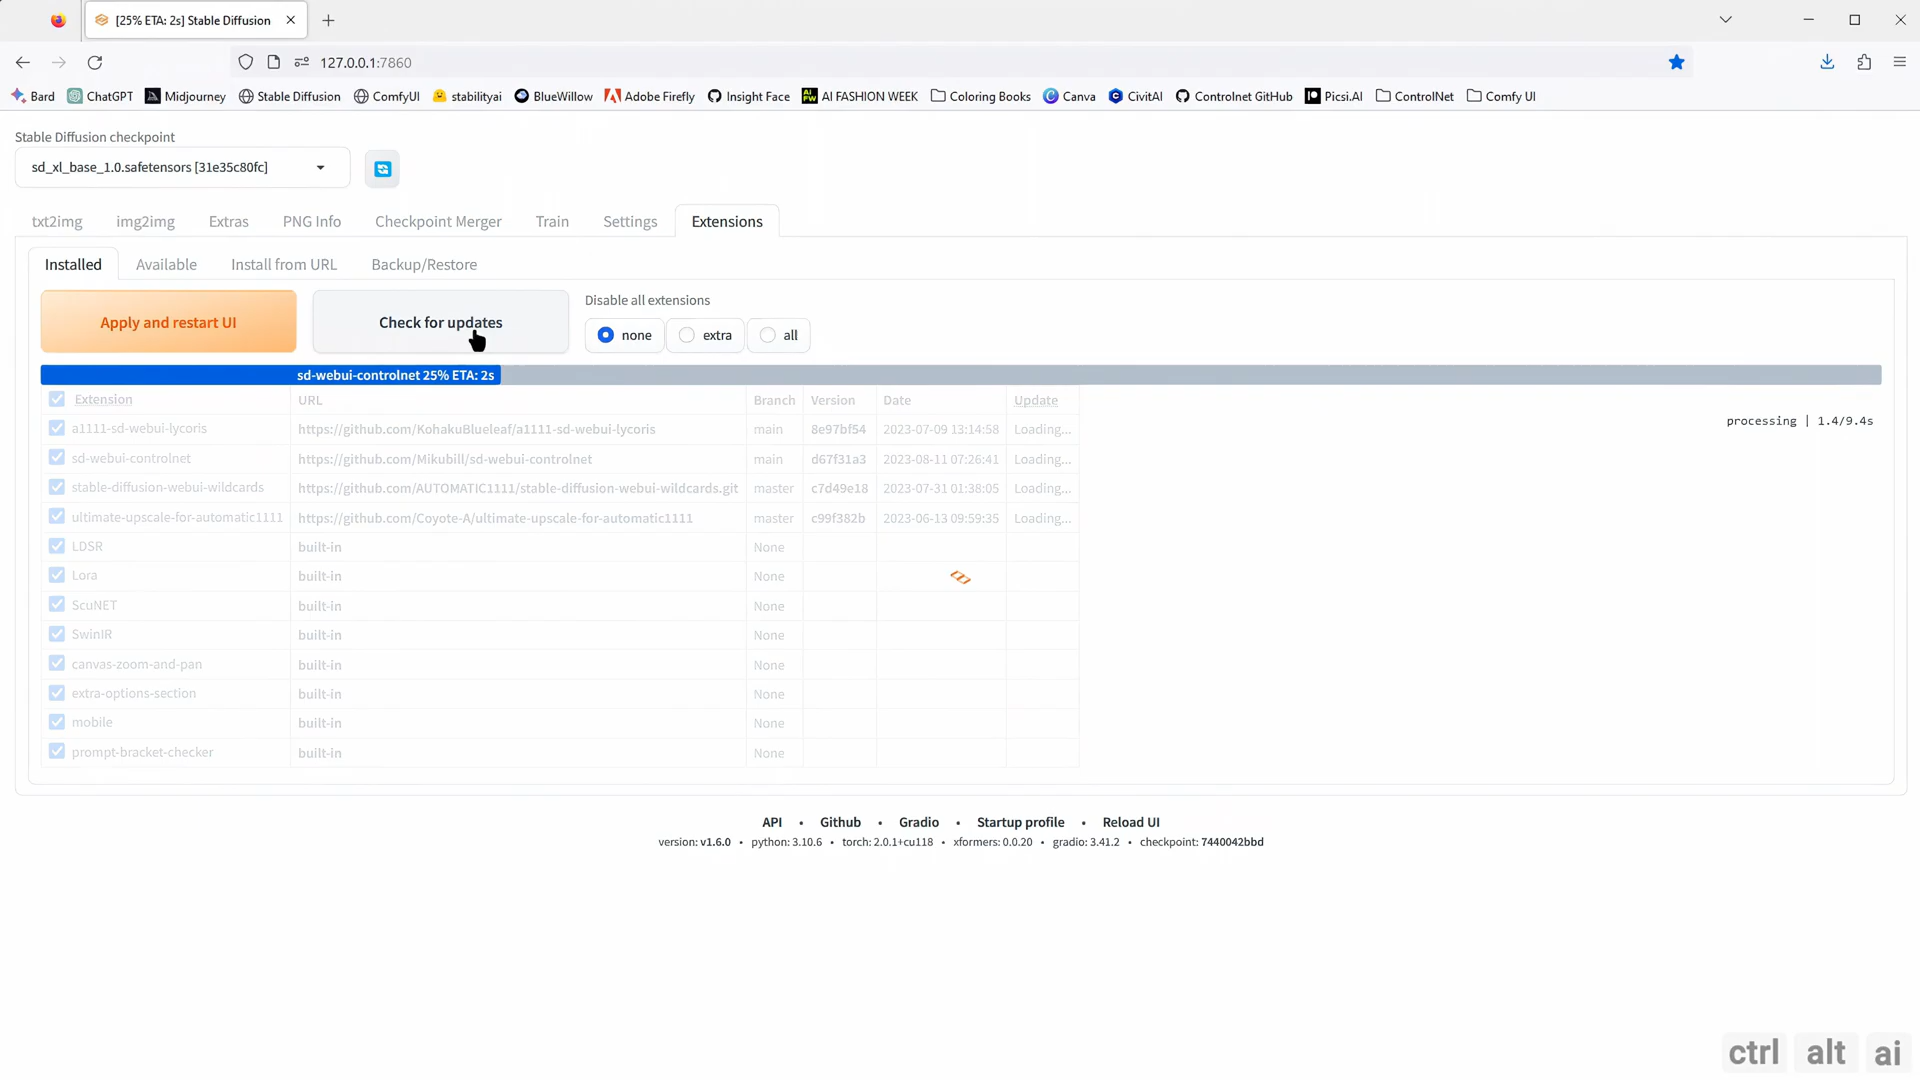 [25% ETA: 2s] Stable Diffusion
127.0.0.1:7860
Bard ChatGPT Midjourney Stable Diffusion ComfyUI stabilityai BlueWillow Adobe Firefly Insight Face AI FASHION WEEK Coloring Books Canva CivitAI Controlnet GitHub Picsi.AI ControlNet Comfy UI
Stable Diffusion checkpoint
sd_xl_base_1.0.safetensors [31e35c80fc]
txt2img img2img Extras PNG Info Checkpoint Merger Train Settings Extensions
Installed Available Install from URL Backup/Restore
Disable all extensions
Apply and restart UI Check for updates none extra all
sd-webui-controlnet 25% ETA: 2s
Extension URL Branch Version Date Update
processing | 1.4/9.4s
a1111-sd-webui-lycoris https://github.com/KohakuBlueleaf/a1111-sd-webui-lycoris main 8e97bf54 2023-07-09 13:14:58 Loading...
sd-webui-controlnet https://github.com/Mikubill/sd-webui-controlnet main d67f31a3 2023-08-11 07:26:41 Loading...
stable-diffusion-webui-wildcards https://github.com/AUTOMATIC1111/stable-diffusion-webui-wildcards.git master c7d49e18 2023-07-31 01:38:05 Loading...
ultimate-upscale-for-automatic1111 https://github.com/Coyote-A/ultimate-upscale-for-automatic1111 master c99f382b 2023-06-13 09:59:35 Loading...
LDSR built-in None
Lora built-in None
ScuNET built-in None
SwinIR built-in None
canvas-zoom-and-pan built-in None
extra-options-section built-in None
mobile built-in None
prompt-bracket-checker built-in None
API • Github • Gradio • Startup profile • Reload UI
version: v1.6.0 • python: 3.10.6 • torch: 2.0.1+cu118 • xformers: 0.0.20 • gradio: 3.41.2 • checkpoint: 7440042bbd
ctrl alt ai